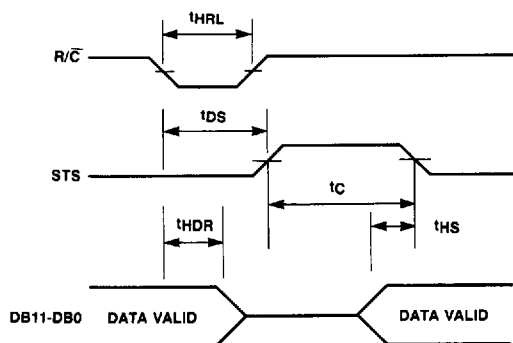 tHRL
R/C̅
tDS
STS
tC
tHS
tHDR
DB11-DB0 DATA VALID DATA VALID